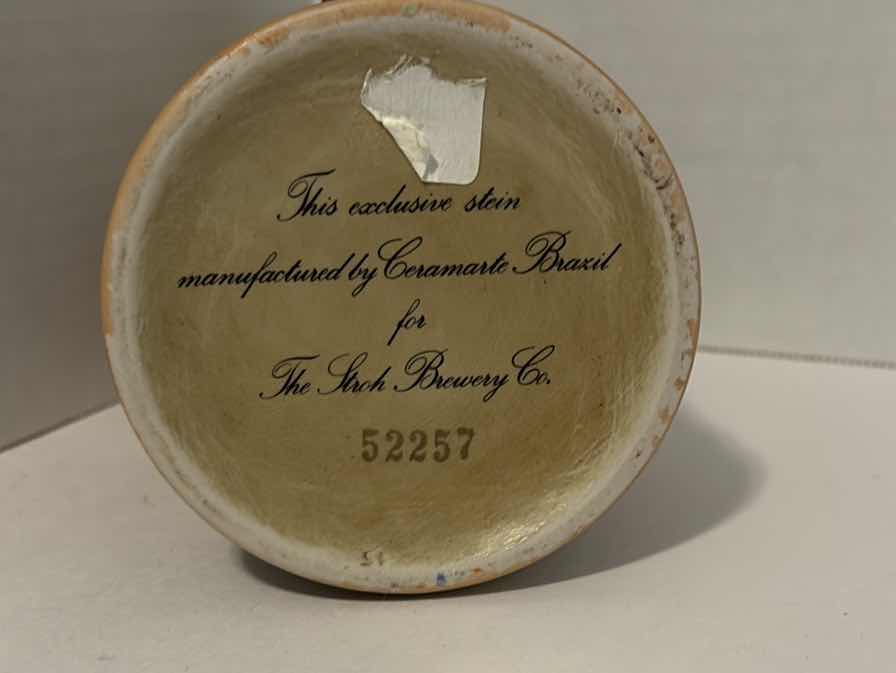 This exclusive stein
manufactured by Ceramarte Brazil
for
The Stroh Brewery Co.
52257